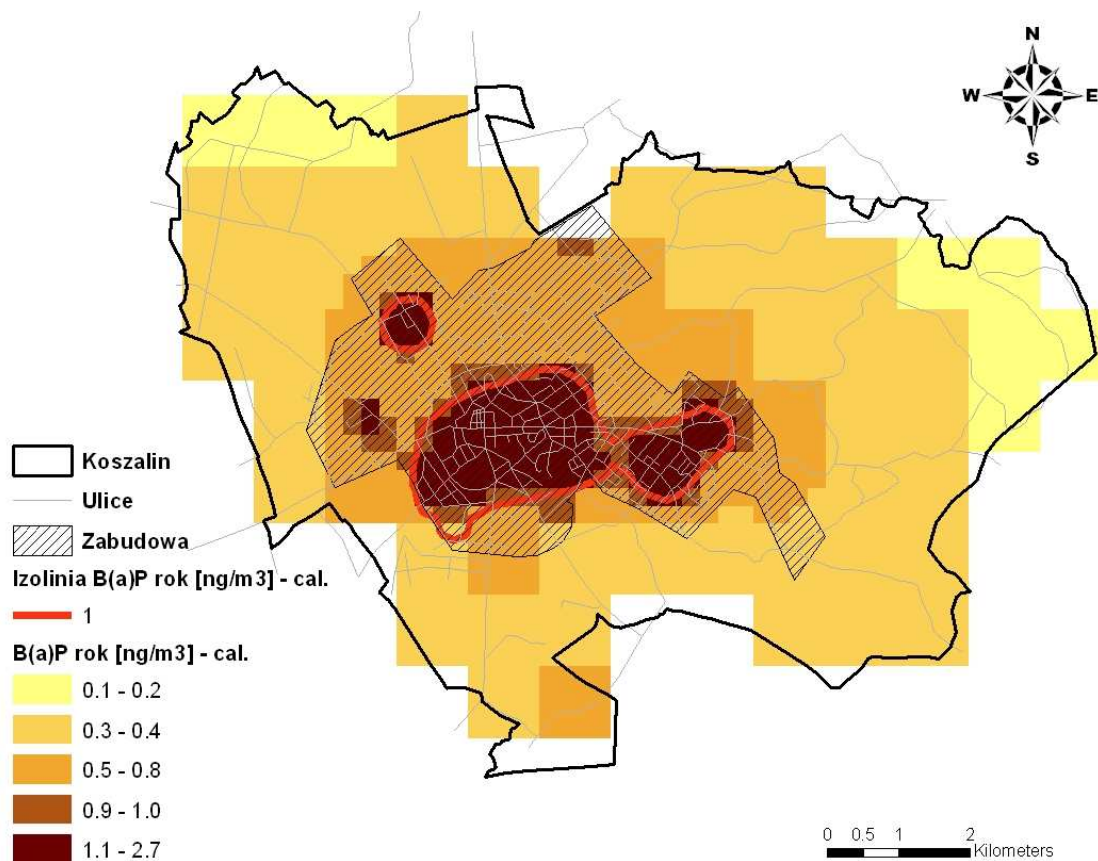 N
W E
S
Koszalin
Ulice
Zabudowa
Izolinia B(a)P rok [ng/m3] - cal.
1
B(a)P rok [ng/m3] - cal.
0.1 - 0.2
0.3 - 0.4
0.5 - 0.8
0.9 - 1.0
1.1 - 2.7
0 0.5 1 2
Kilometers